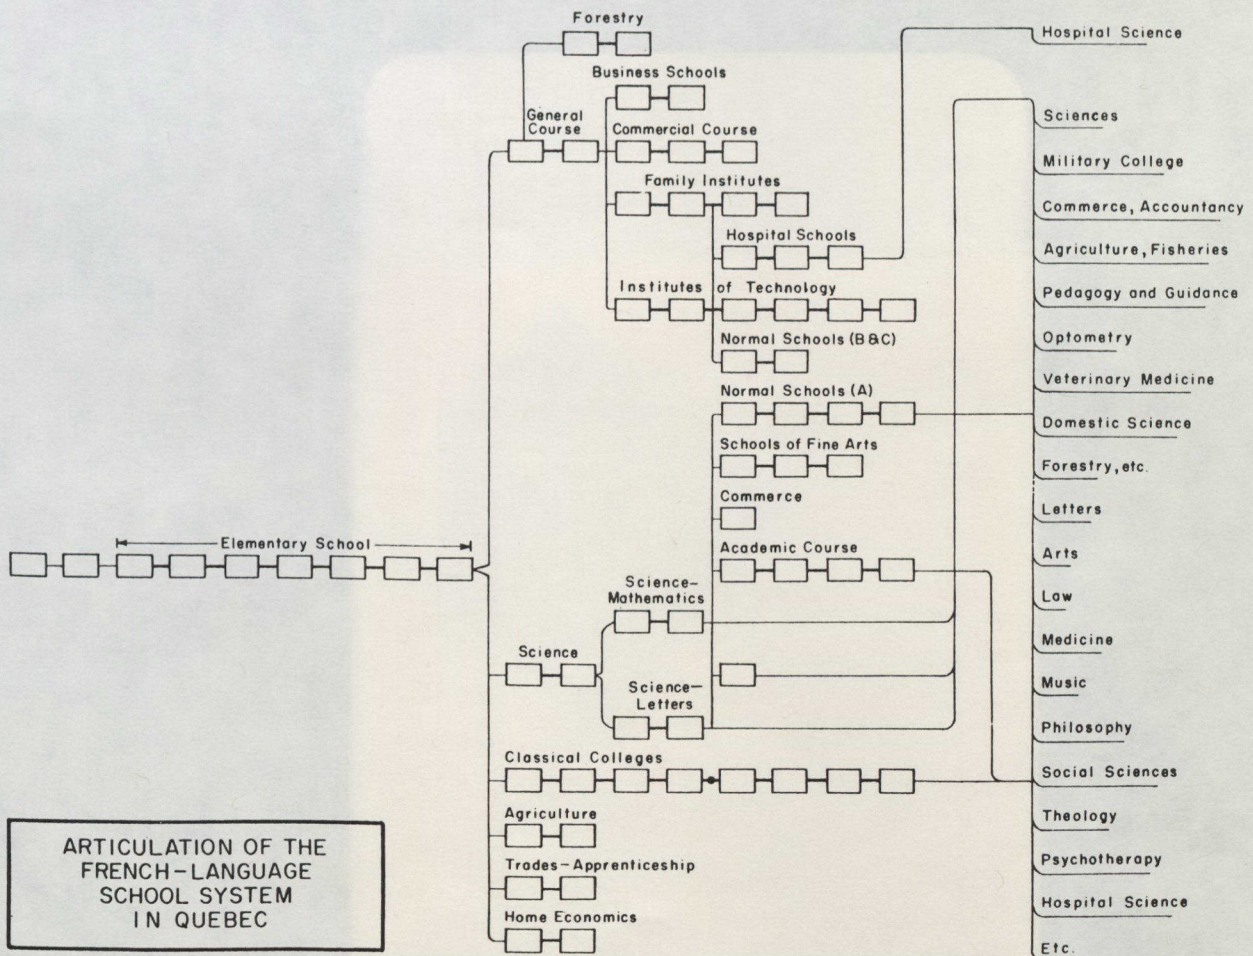 Forestry
Business Schools
General
Course
Commercial Course
Family Institutes
Hospital Schools
Institutes of Technology
Normal Schools (B&C)
Normal Schools (A)
Schools of Fine Arts
Commerce
Elementary School
Academic Course
Science-
Mathematics
Science
Science-
Letters
Classical Colleges
Agriculture
Trades-Apprenticeship
Home Economics
Hospital Science
Sciences
Military College
Commerce, Accountancy
Agriculture, Fisheries
Pedagogy and Guidance
Optometry
Veterinary Medicine
Domestic Science
Forestry, etc.
Letters
Arts
Law
Medicine
Music
Philosophy
Social Sciences
Theology
Psychotherapy
Hospital Science
Etc.
ARTICULATION OF THE
FRENCH-LANGUAGE
SCHOOL SYSTEM
IN QUEBEC